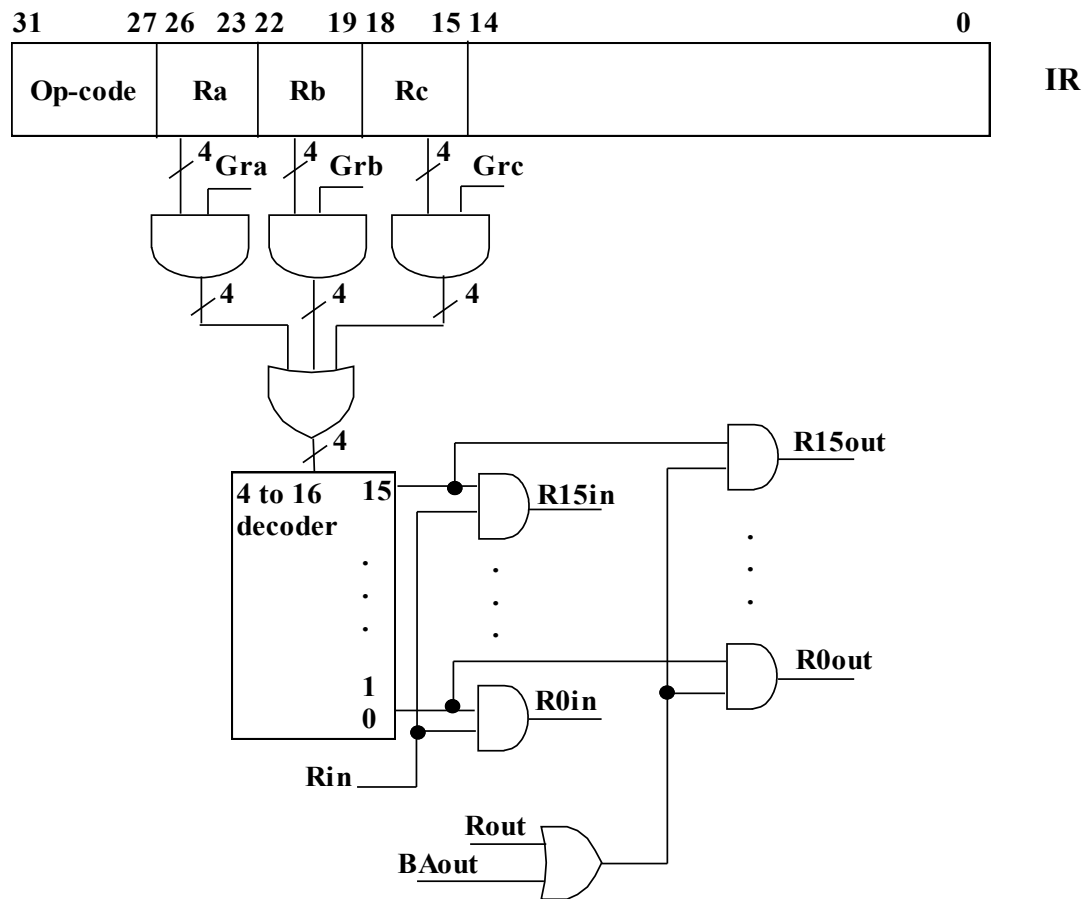 31 27 26 23 22 19 18 15 14 0
Op-code Ra Rb Rc IR
4 Gra 4 Grb 4 Grc
4 4 4
4
R15out
4 to 16 15
decoder
R15in
R0out
1
R0in
0
Rin
Rout
BAout